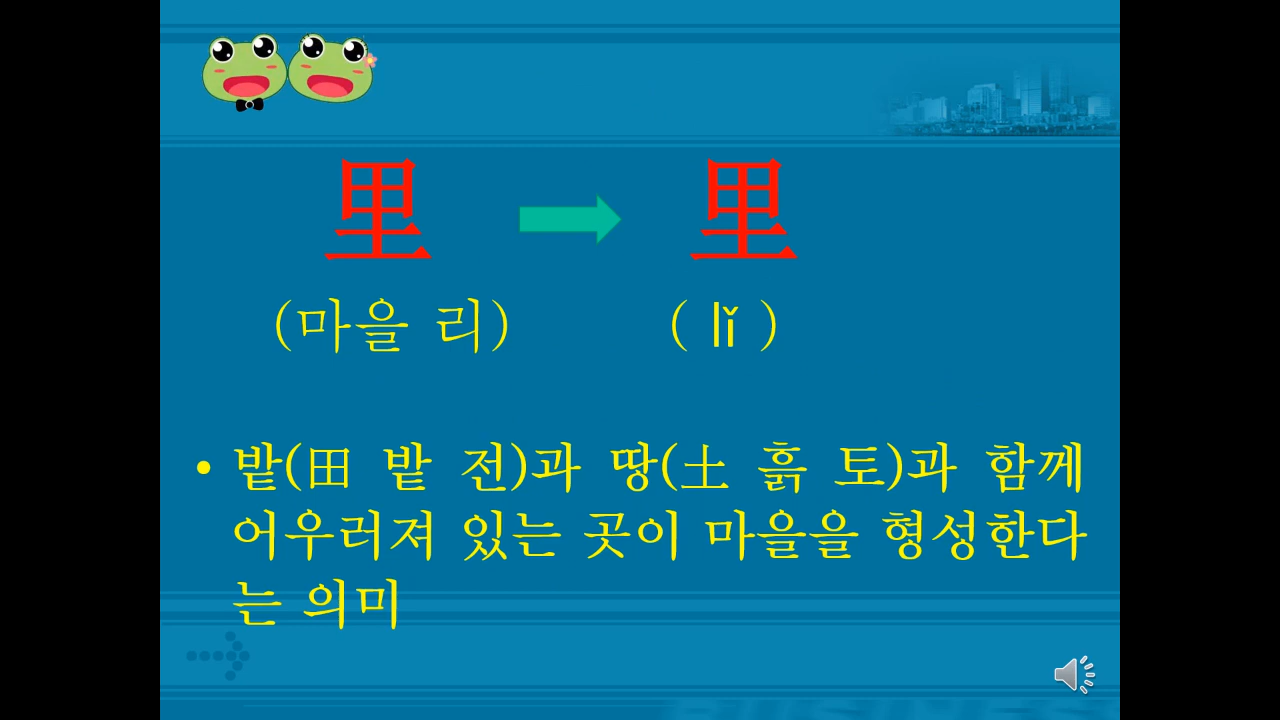 里 里
(마을 리) ( lǐ )
• 밭(田 밭 전)과 땅(土 흙 토)과 함께
어우러져 있는 곳이 마을을 형성한다
는 의미